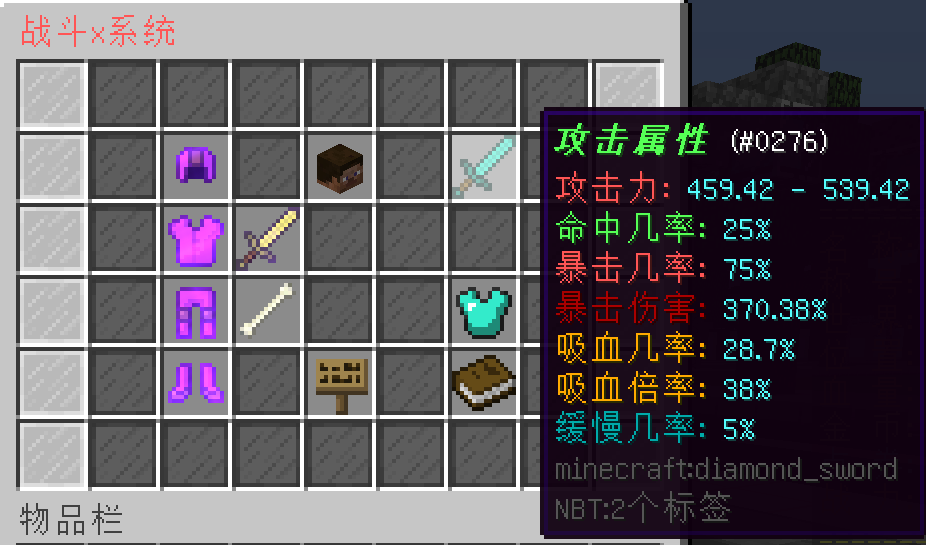 战斗x系统
攻击属性 (#0276)
攻击力: 459.42 - 539.42
命中几率: 25%
暴击几率: 75%
暴击伤害: 370.38%
吸血几率: 28.7%
吸血倍率: 38%
缓慢几率: 5%
minecraft:diamond_sword
NBT:2个标签
物品栏